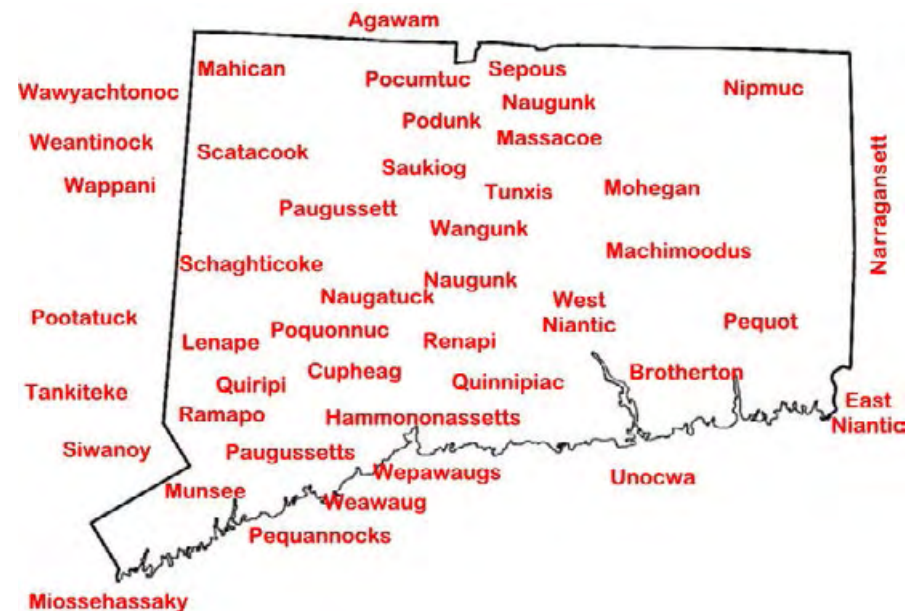 Agawam
Mahican
Pocumtuc
Sepous
Wawyachtonoc
Naugunk
Nipmuc
Podunk
Massacoe
Weantinock
Scatacook
Saukiog
Wappani
Tunxis
Mohegan
Narragansett
Paugussett
Wangunk
Machimoodus
Schaghticoke
Naugunk
Naugatuck
West
Niantic
Pootatuck
Poquonnuc
Pequot
Lenape
Renapi
Cupheag
Brotherton
Tankiteke
Quiripi
Quinnipiac
East
Niantic
Ramapo
Hammononassetts
Siwanoy
Paugussetts
Wepawaugs
Unocwa
Munsee
Weawaug
Pequannocks
Miossehassaky